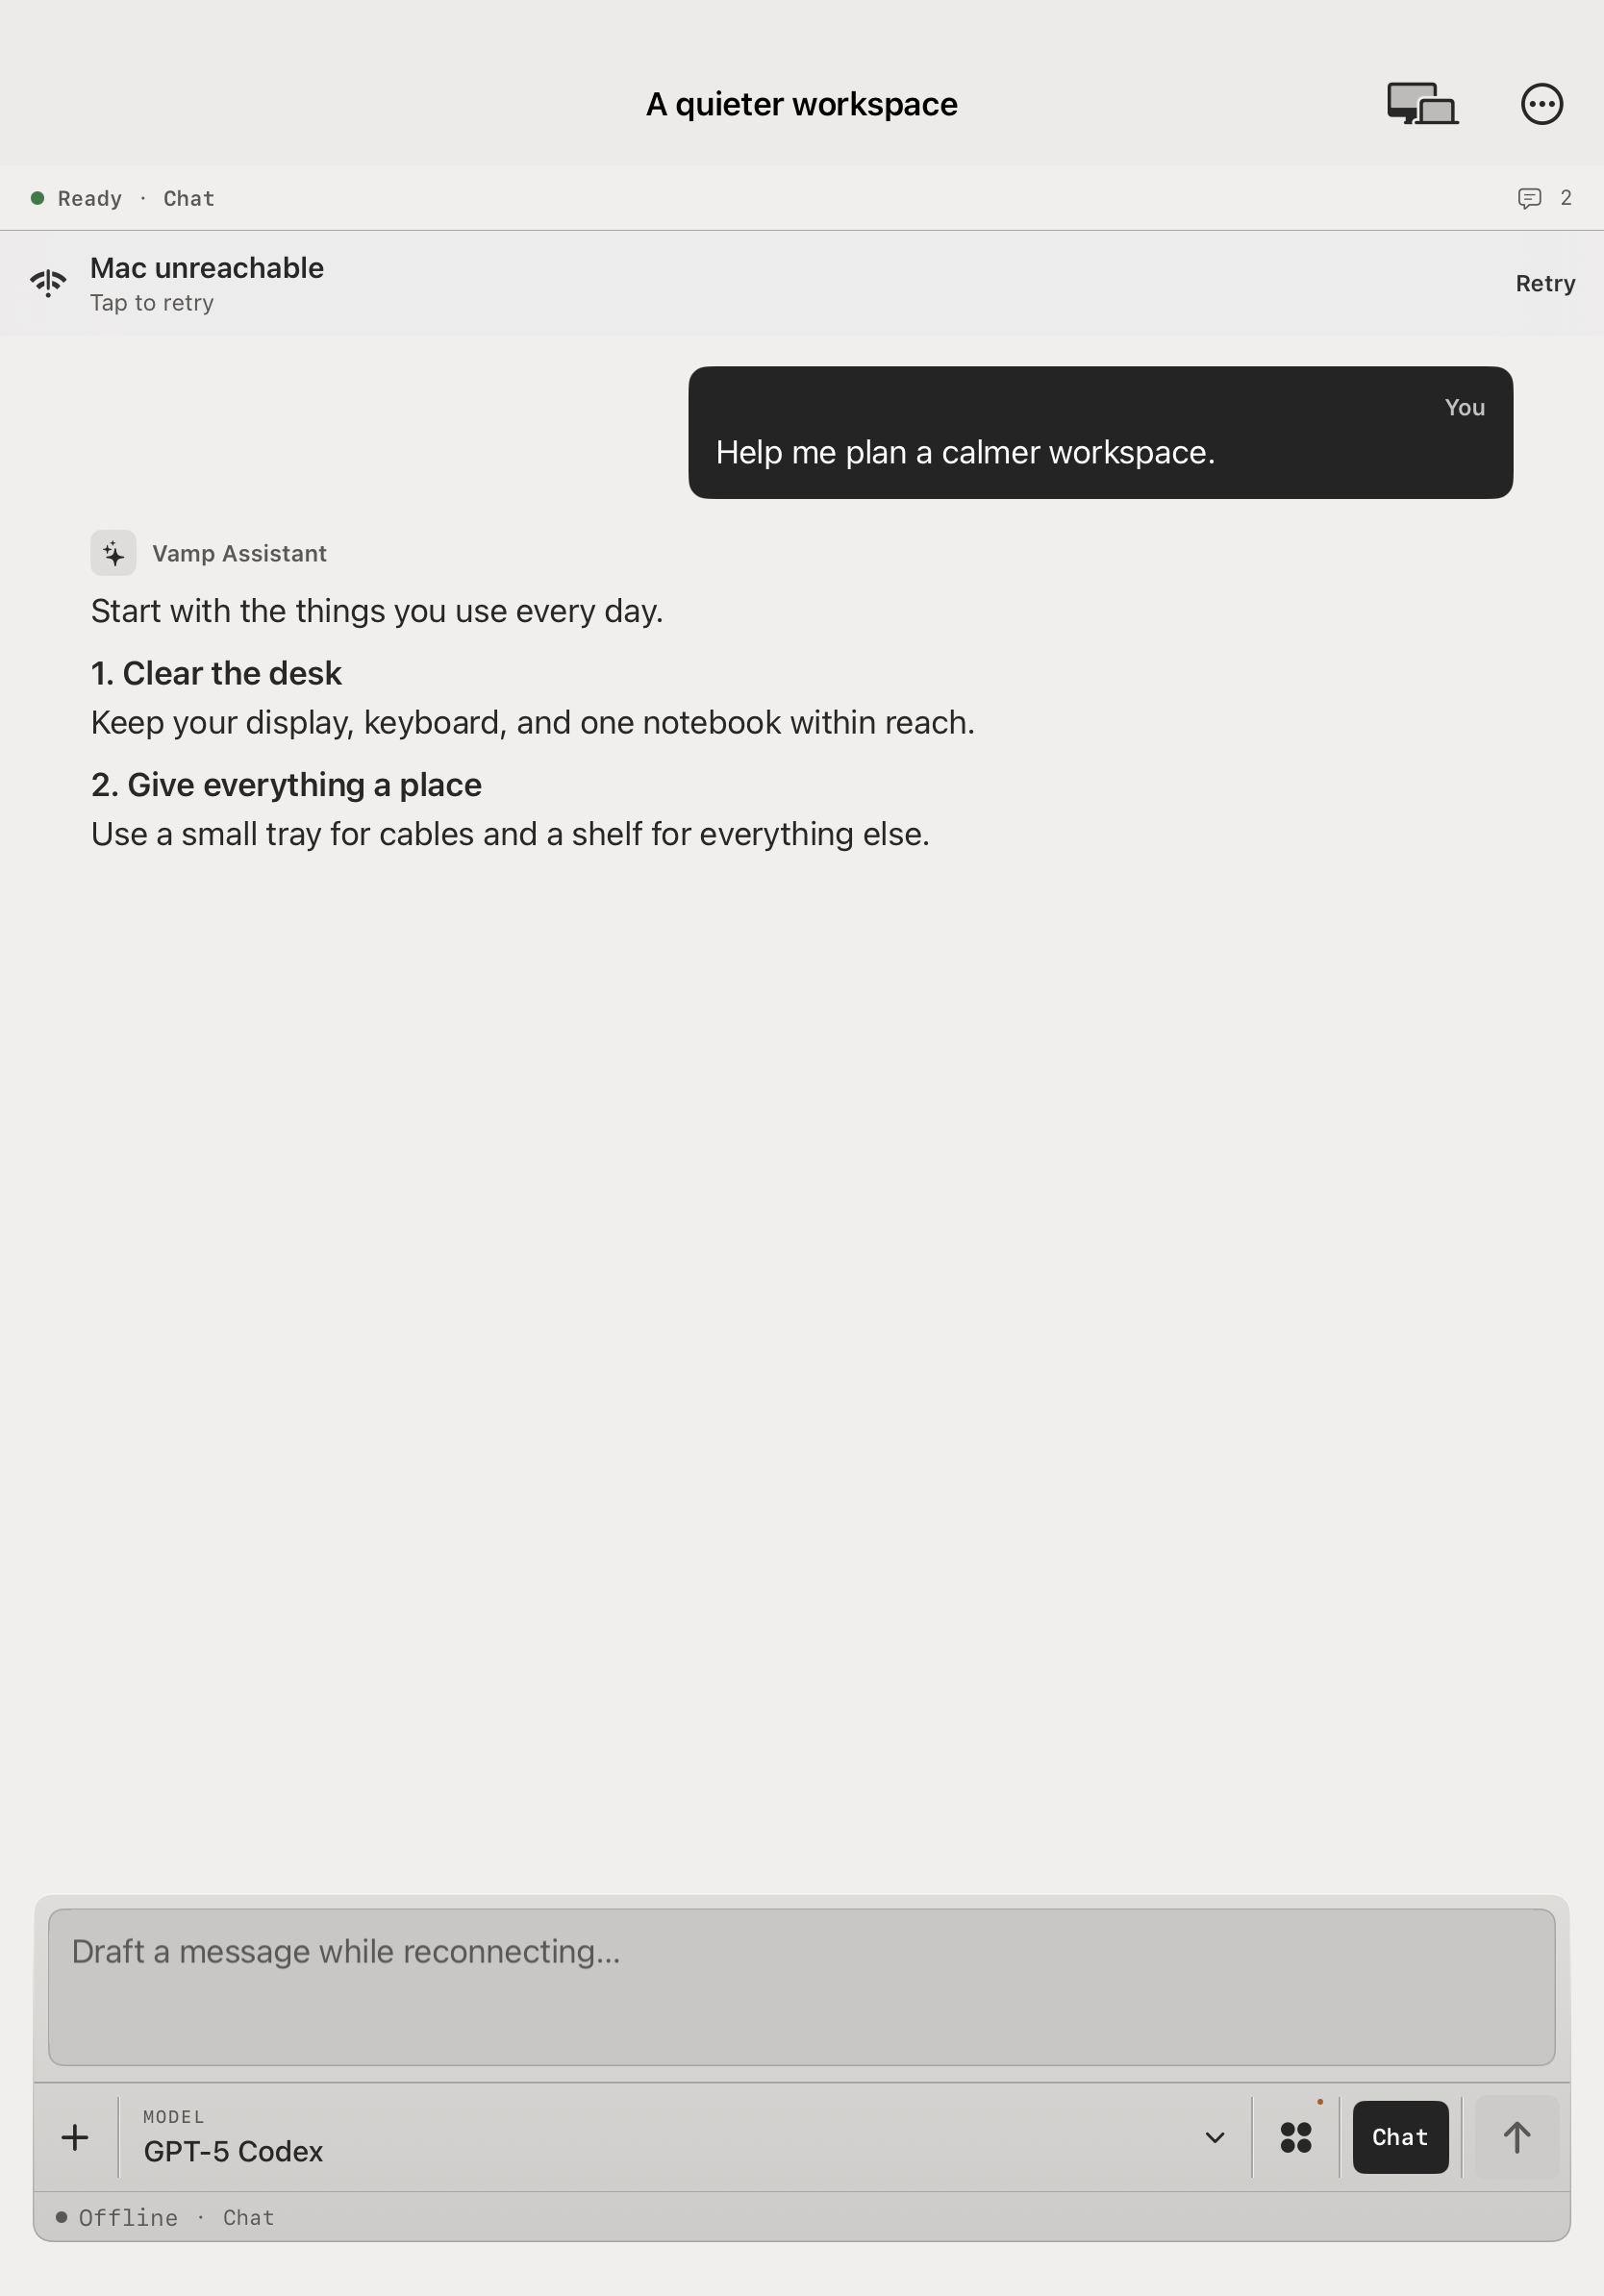 A quieter workspace
Ready · Chat
2
Mac unreachable
Tap to retry
Retry
You
Help me plan a calmer workspace.
Vamp Assistant
Start with the things you use every day.
1. Clear the desk
Keep your display, keyboard, and one notebook within reach.
2. Give everything a place
Use a small tray for cables and a shelf for everything else.
Draft a message while reconnecting...
MODEL
GPT-5 Codex
Chat
Offline · Chat